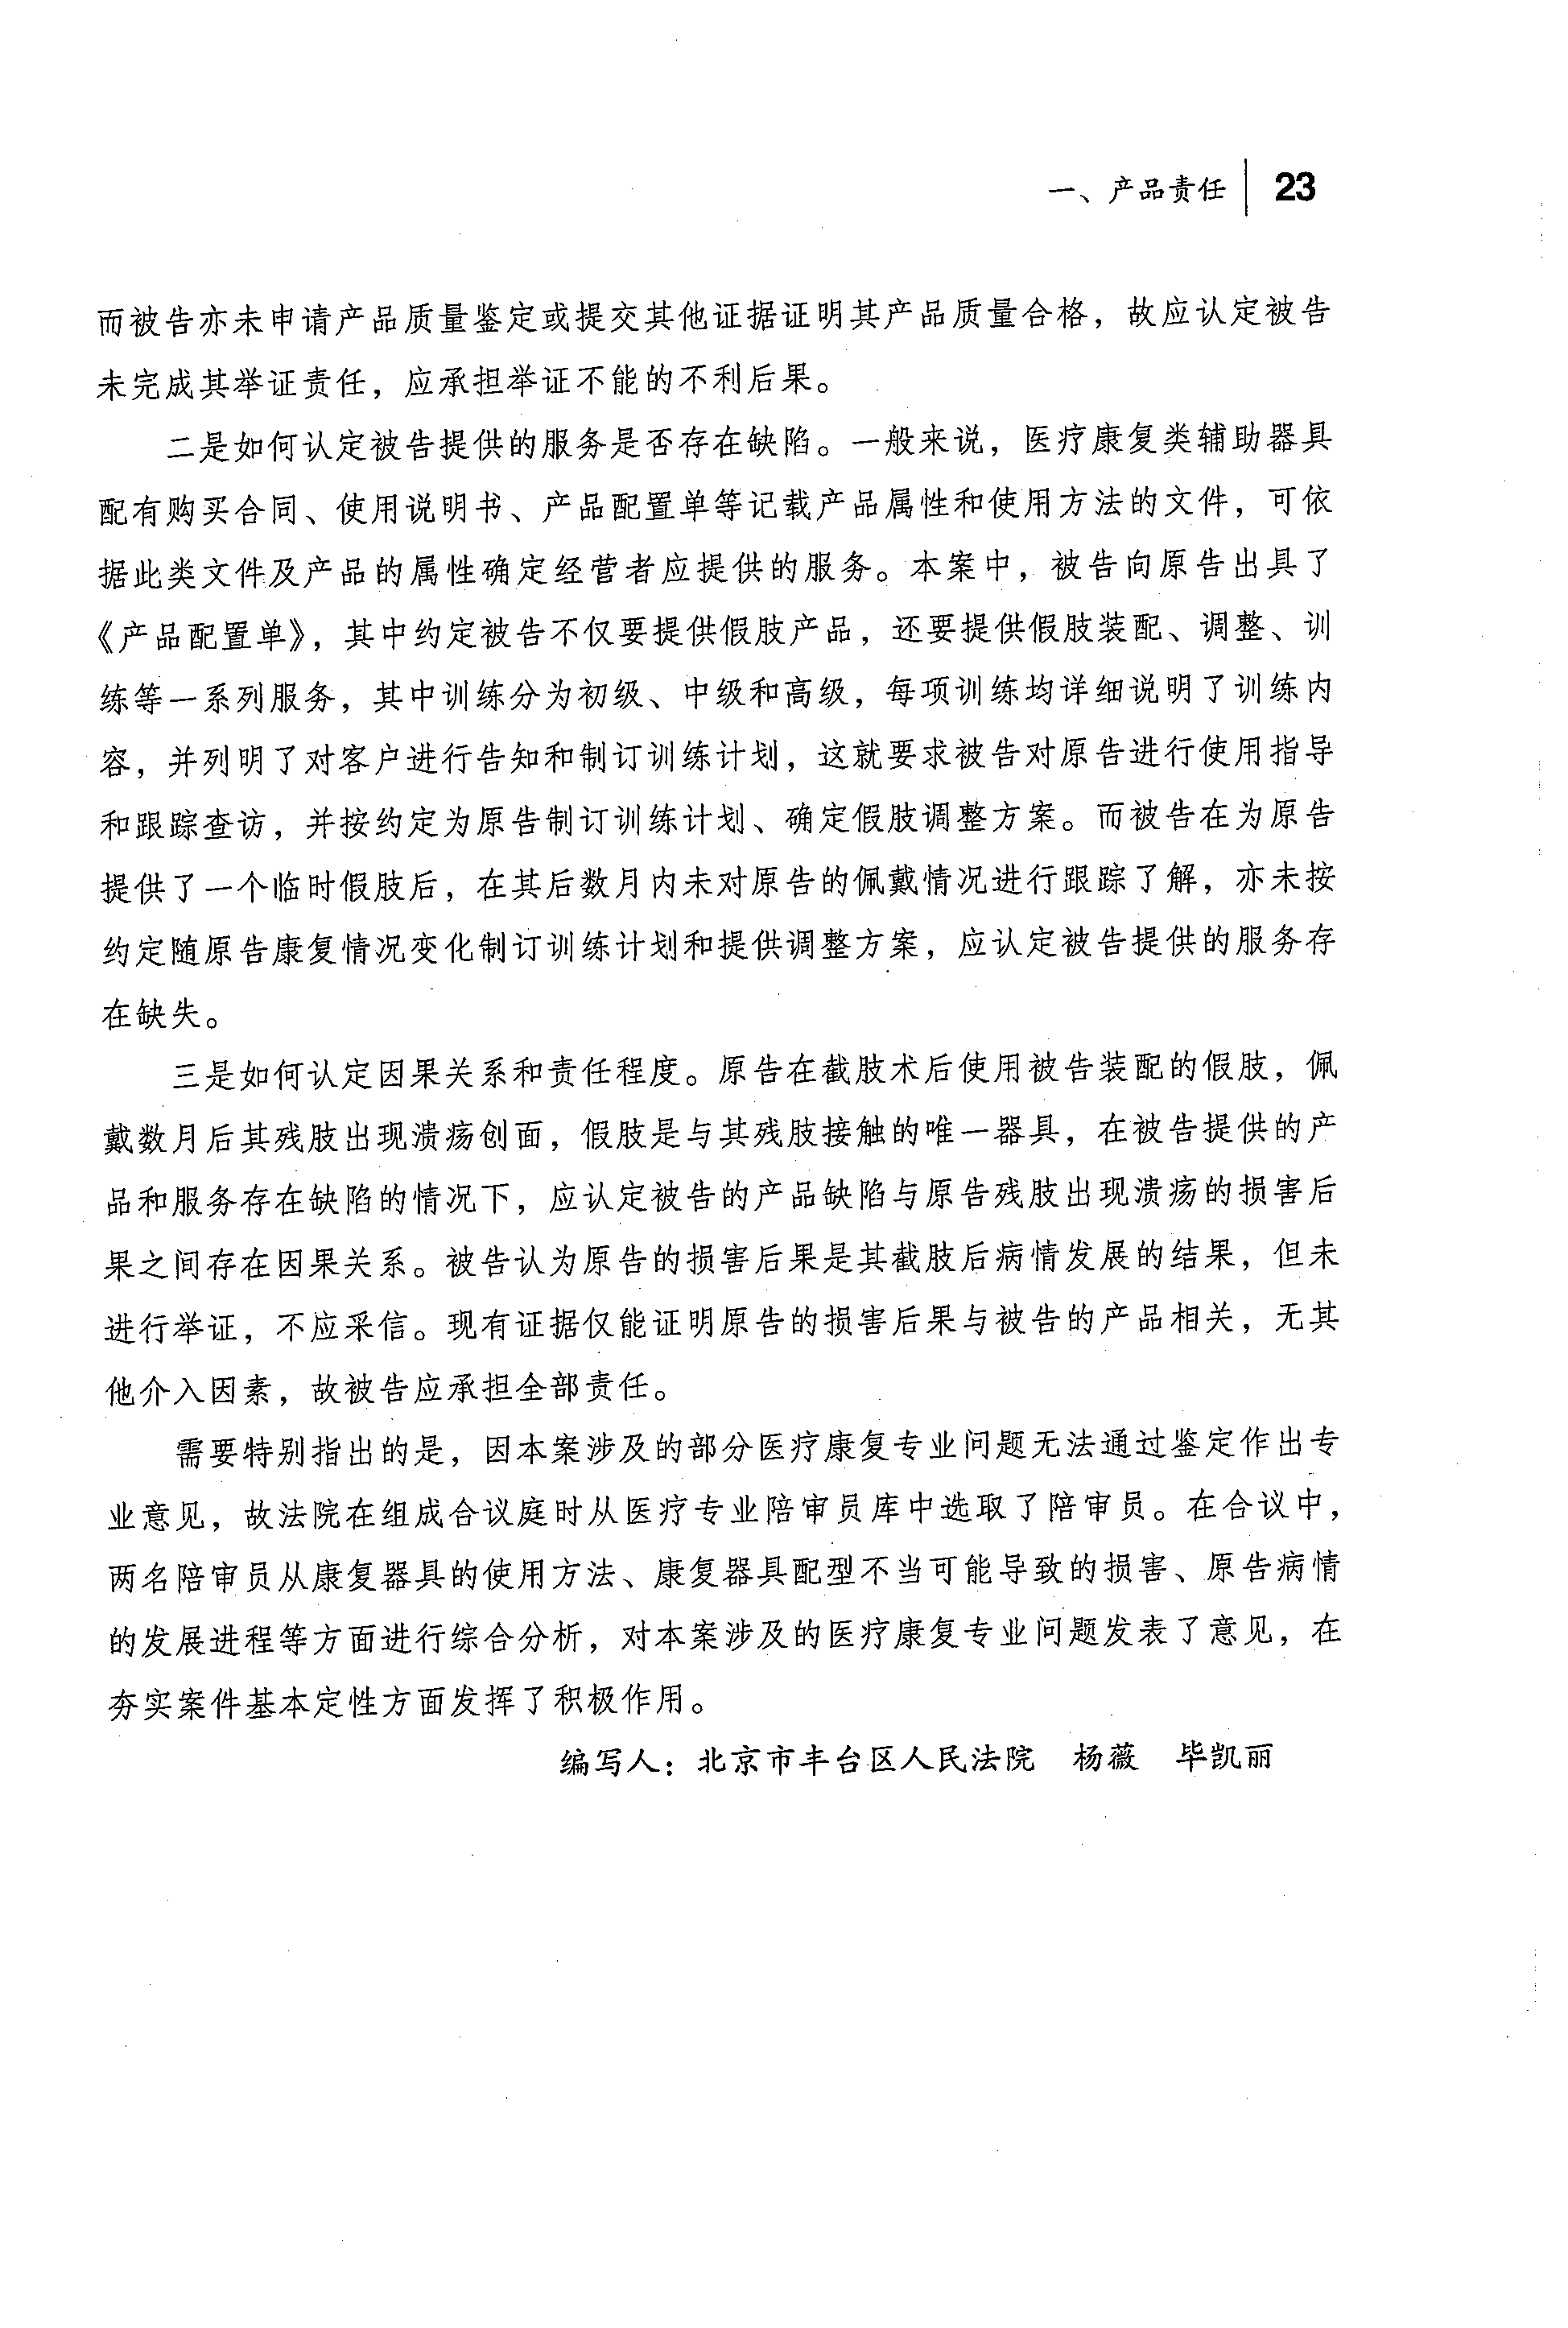 一、产品责任 23
而被告亦未申请产品质量鉴定或提交其他证据证明其产品质量合格，故应认定被告
未完成其举证责任，应承担举证不能的不利后果。
二是如何认定被告提供的服务是否存在缺陷。一般来说，医疗康复类辅助器具
配有购买合同、使用说明书、产品配置单等记载产品属性和使用方法的文件，可依
据此类文件及产品的属性确定经营者应提供的服务。本案中，被告向原告出具了
《产品配置单》，其中约定被告不仅要提供假肢产品，还要提供假肢装配、调整、训
练等一系列服务，其中训练分为初级、中级和高级，每项训练均详细说明了训练内
容，并列明了对客户进行告知和制订训练计划，这就要求被告对原告进行使用指导
和跟踪查访，并按约定为原告制订训练计划、确定假肢调整方案。而被告在为原告
提供了一个临时假肢后，在其后数月内未对原告的佩戴情况进行跟踪了解，亦未按
约定随原告康复情况变化制订训练计划和提供调整方案，应认定被告提供的服务存
在缺失。
三是如何认定因果关系和责任程度。原告在截肢术后使用被告装配的假肢，佩
戴数月后其残肢出现溃疡创面，假肢是与其残肢接触的唯一器具，在被告提供的产
品和服务存在缺陷的情况下，应认定被告的产品缺陷与原告残肢出现溃疡的损害后
果之间存在因果关系。被告认为原告的损害后果是其截肢后病情发展的结果，但未
进行举证，不应采信。现有证据仅能证明原告的损害后果与被告的产品相关，无其
他介入因素，故被告应承担全部责任。
需要特别指出的是，因本案涉及的部分医疗康复专业问题无法通过鉴定作出专
业意见，故法院在组成合议庭时从医疗专业陪审员库中选取了陪审员。在合议中，
两名陪审员从康复器具的使用方法、康复器具配型不当可能导致的损害、原告病情
的发展进程等方面进行综合分析，对本案涉及的医疗康复专业问题发表了意见，在
夯实案件基本定性方面发挥了积极作用。
编写人：北京市丰台区人民法院 杨薇 毕凯丽